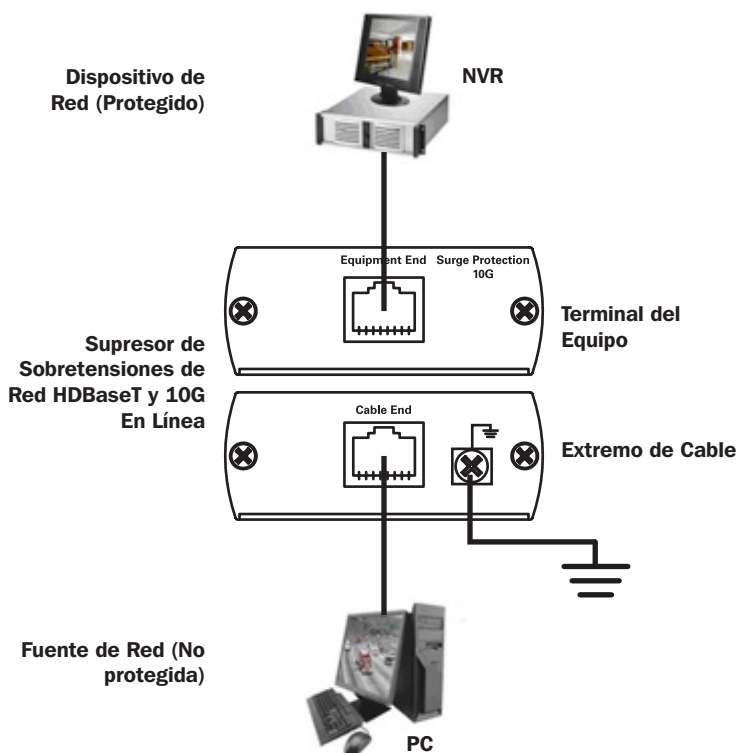 Dispositivo de
Red (Protegido)
NVR
Equipment End
Surge Protection
10G
Terminal del
Equipo
Supresor de
Sobretensiones de
Red HDBaseT y 10G
En Línea
Cable End
Extremo de Cable
Fuente de Red (No
protegida)
PC